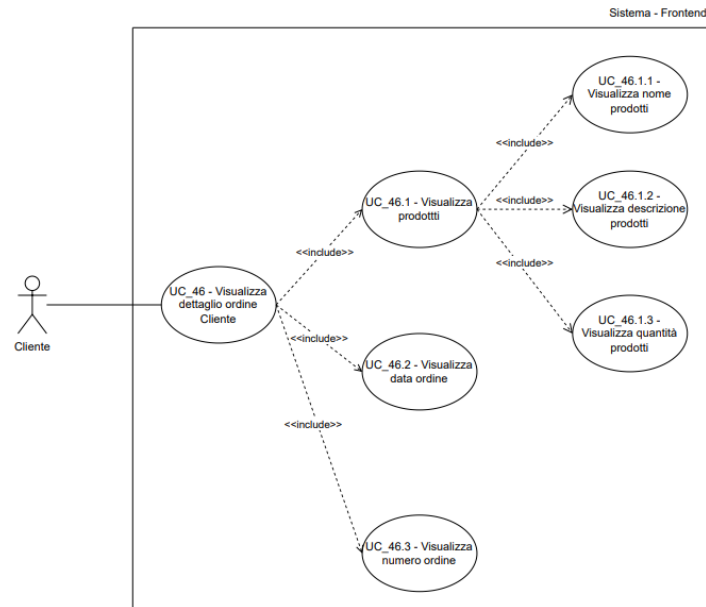 Sistema - Frontend
UC_46.1.1 -
Visualizza nome
prodotti
<<include>>
UC_46.1 - Visualizza
prodottti
<<include>>
UC_46.1.2 -
Visualizza descrizione
prodotti
<<include>>
<<include>>
UC_46 - Visualizza
dettaglio ordine
Cliente
Cliente
UC_46.1.3 -
Visualizza quantità
prodotti
<<include>>
UC_46.2 - Visualizza
data ordine
<<include>>
UC_46.3 - Visualizza
numero ordine